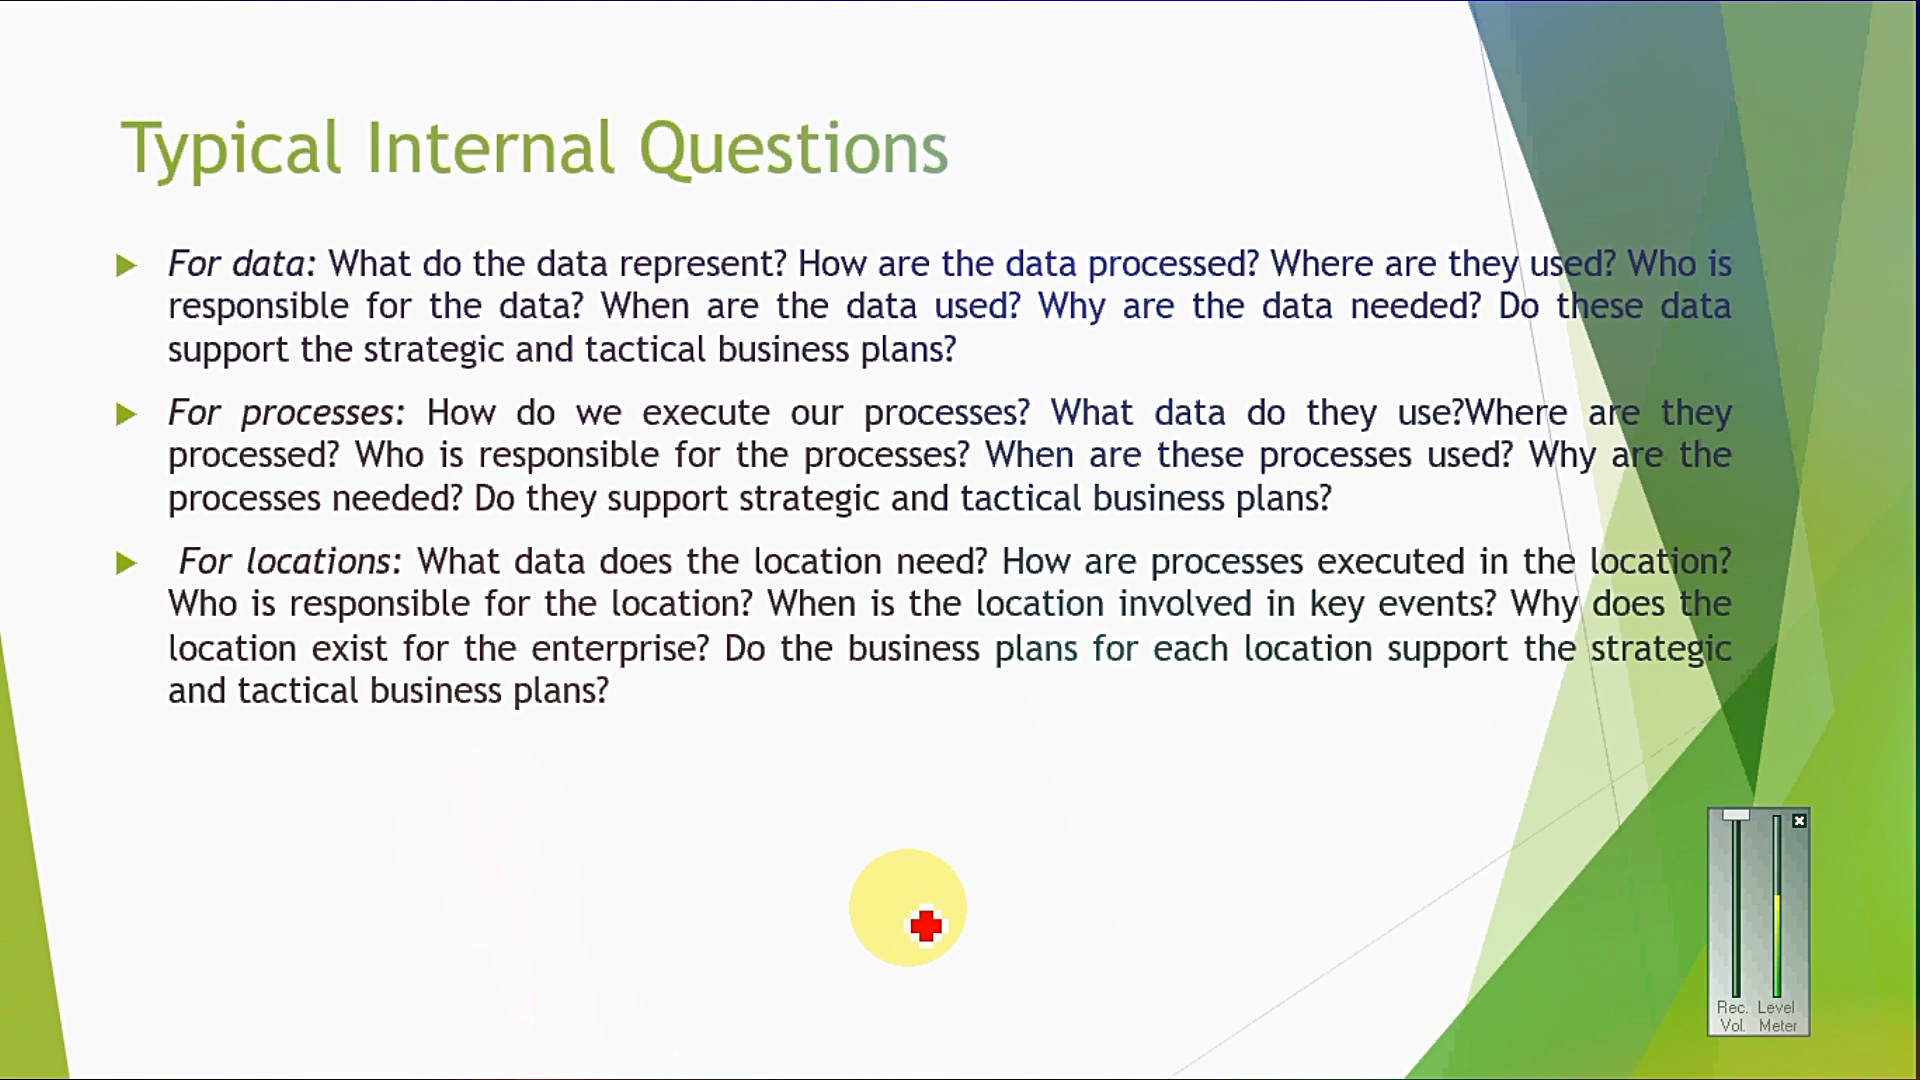 Typical Internal Questions
For data: What do the data represent? How are the data processed? Where are they used? Who is
responsible for the data? When are the data used? Why are the data needed? Do these data
support the strategic and tactical business plans?
For processes: How do we execute our processes? What data do they use?Where are they
processed? Who is responsible for the processes? When are these processes used? Why are the
processes needed? Do they support strategic and tactical business plans?
For locations: What data does the location need? How are processes executed in the location?
Who is responsible for the location? When is the location involved in key events? Why does the
location exist for the enterprise? Do the business plans for each location support the strategic
and tactical business plans?
Rec. Level
Vol. Meter